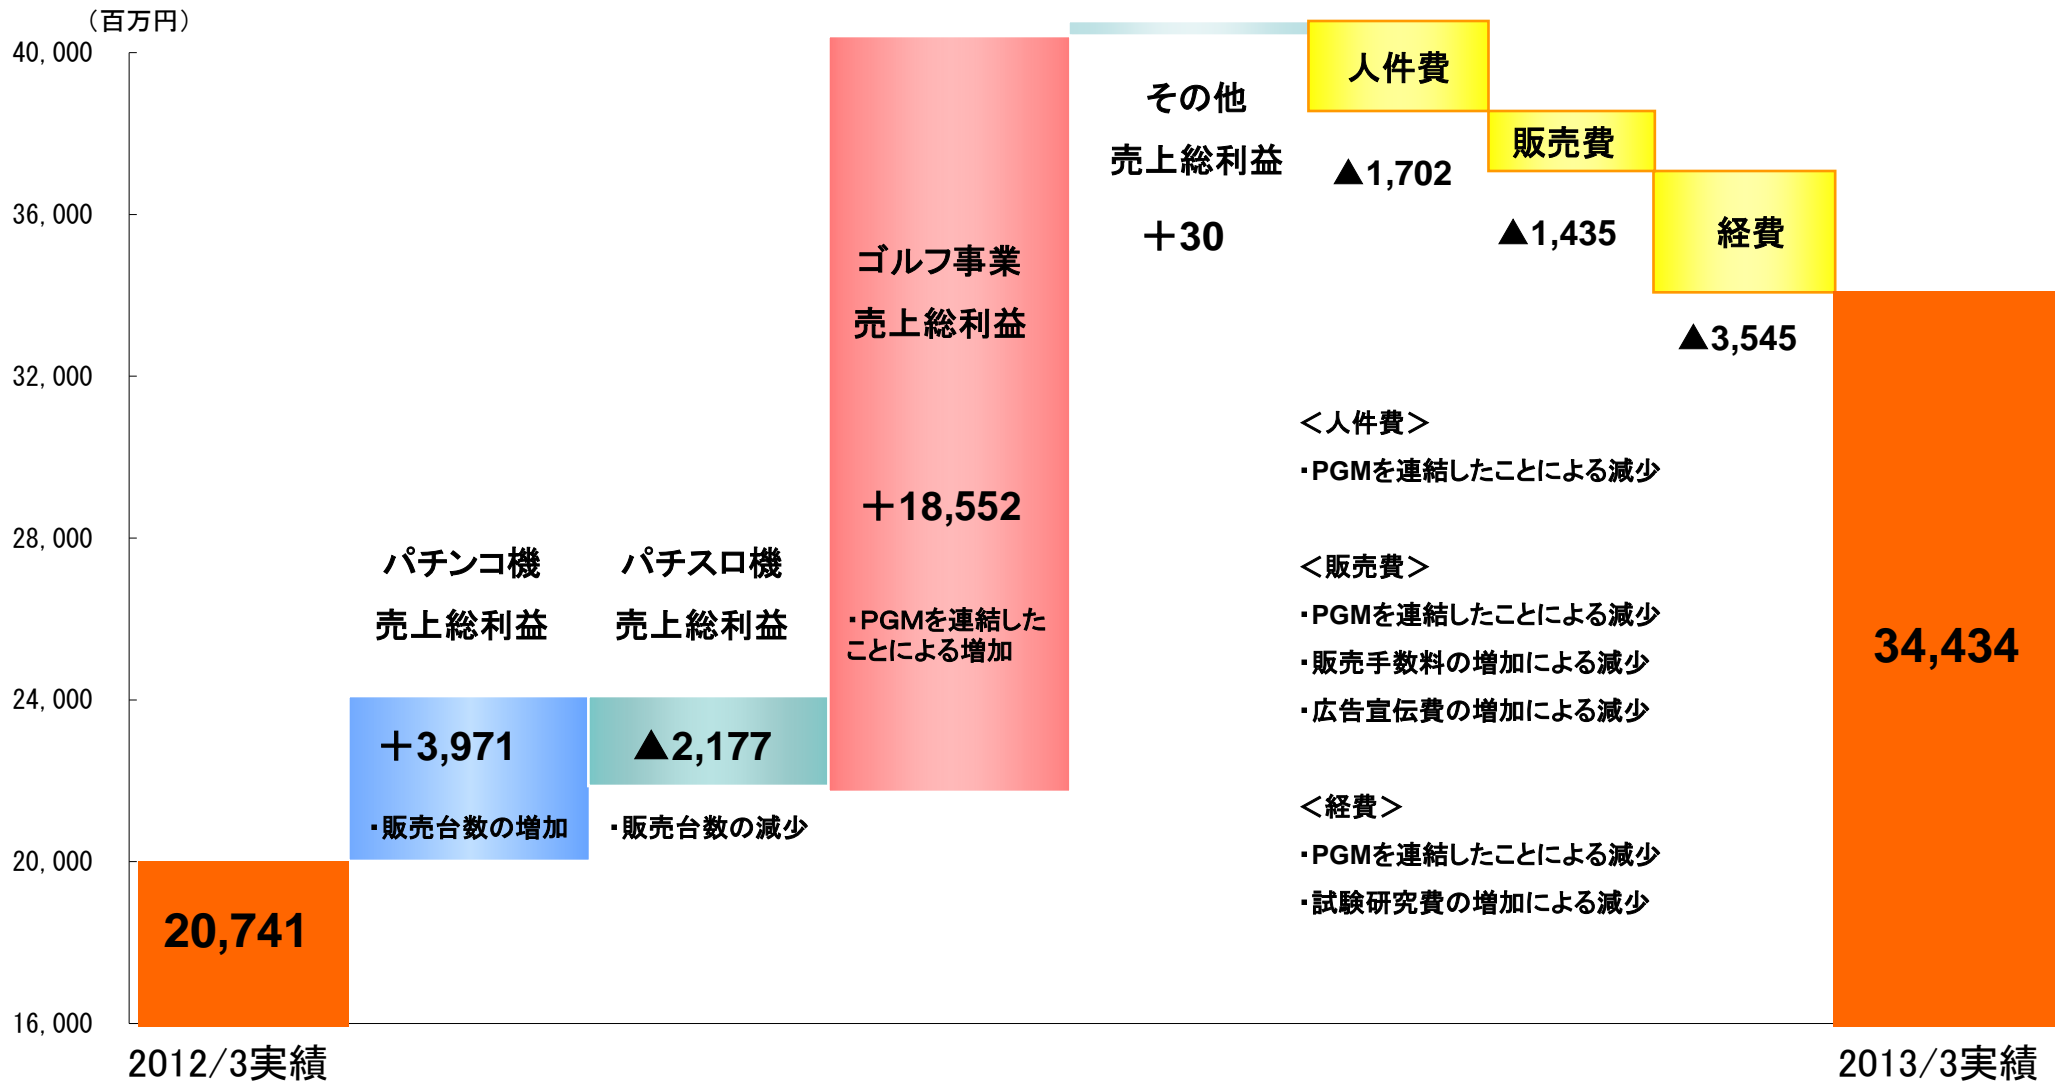 （百万円）
40,000
36,000
32,000
28,000
24,000
20,000
16,000
20,741
2012/3実績
パチンコ機
売上総利益
＋3,971
・販売台数の増加
パチスロ機
売上総利益
▲2,177
・販売台数の減少
ゴルフ事業
売上総利益
＋18,552
・PGMを連結した
ことによる増加
その他
売上総利益
＋30
人件費
▲1,702
販売費
▲1,435
経費
▲3,545
＜人件費＞
・PGMを連結したことによる減少
＜販売費＞
・PGMを連結したことによる減少
・販売手数料の増加による減少
・広告宣伝費の増加による減少
＜経費＞
・PGMを連結したことによる減少
・試験研究費の増加による減少
34,434
2013/3実績